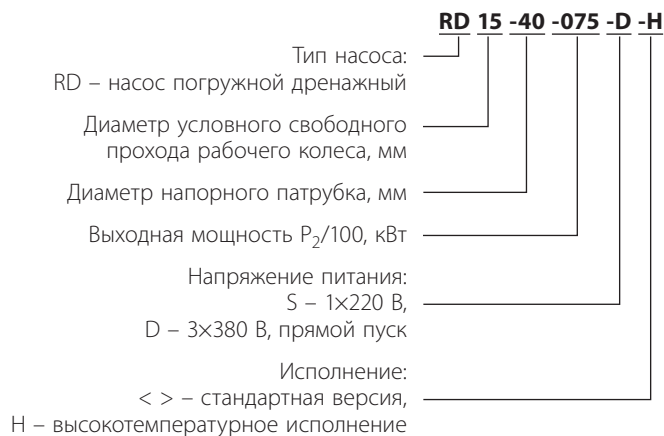 RD 15 -40 -075 -D -H
Тип насоса:
RD – насос погружной дренажный
Диаметр условного свободного
прохода рабочего колеса, мм
Диаметр напорного патрубка, мм
Выходная мощность P₂/100, кВт
Напряжение питания:
S – 1×220 В,
D – 3×380 В, прямой пуск
Исполнение:
< > – стандартная версия,
H – высокотемпературное исполнение